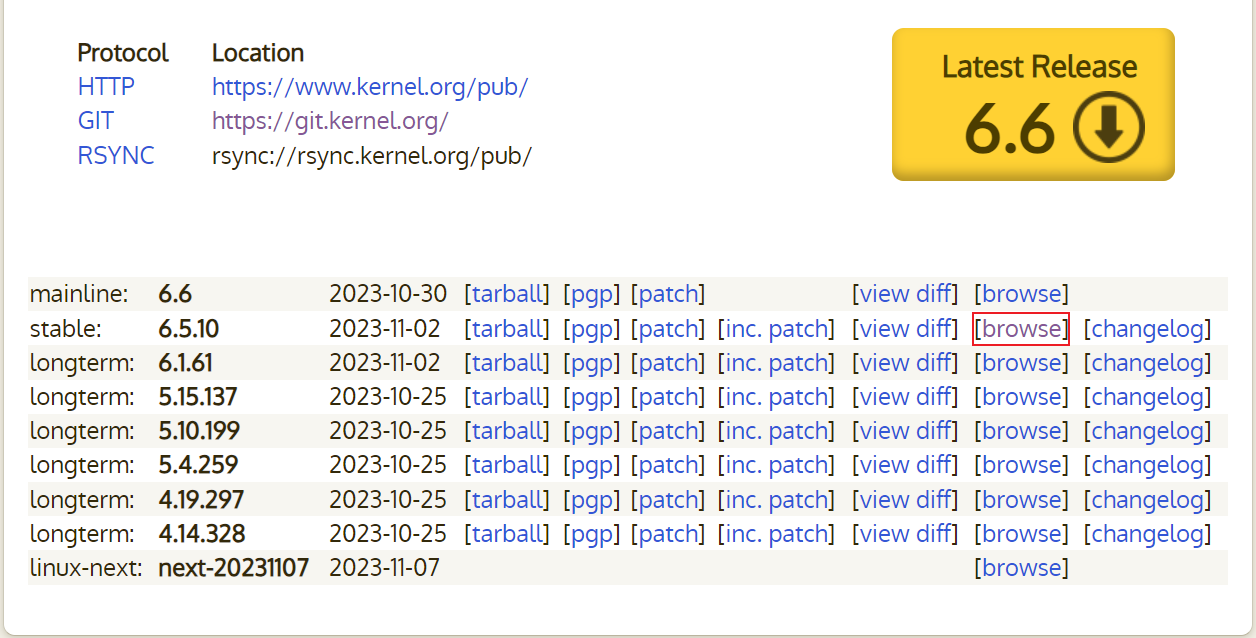 Protocol Location
HTTP https://www.kernel.org/pub/
GIT https://git.kernel.org/
RSYNC rsync://rsync.kernel.org/pub/
Latest Release
6.6
mainline: 6.6 2023-10-30 [tarball] [pgp] [patch] [view diff] [browse]
stable: 6.5.10 2023-11-02 [tarball] [pgp] [patch] [inc. patch] [view diff] [browse] [changelog]
longterm: 6.1.61 2023-11-02 [tarball] [pgp] [patch] [inc. patch] [view diff] [browse] [changelog]
longterm: 5.15.137 2023-10-25 [tarball] [pgp] [patch] [inc. patch] [view diff] [browse] [changelog]
longterm: 5.10.199 2023-10-25 [tarball] [pgp] [patch] [inc. patch] [view diff] [browse] [changelog]
longterm: 5.4.259 2023-10-25 [tarball] [pgp] [patch] [inc. patch] [view diff] [browse] [changelog]
longterm: 4.19.297 2023-10-25 [tarball] [pgp] [patch] [inc. patch] [view diff] [browse] [changelog]
longterm: 4.14.328 2023-10-25 [tarball] [pgp] [patch] [inc. patch] [view diff] [browse] [changelog]
linux-next: next-20231107 2023-11-07 [browse]